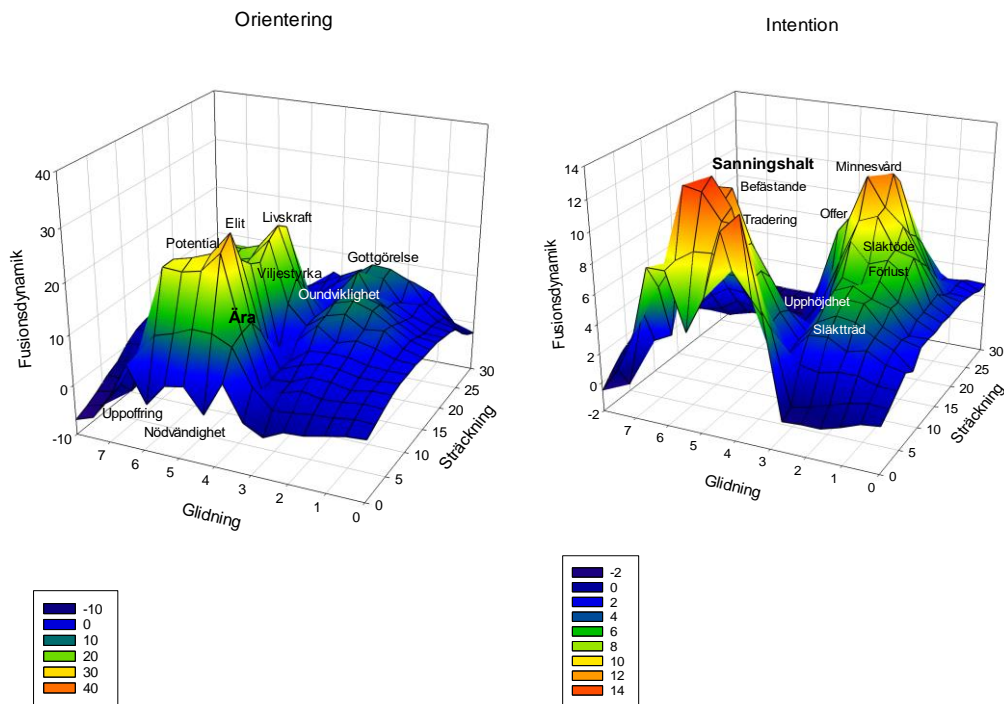 Orientering
Fusionsdynamik
40
30
20
10
0
-10
Elit
Livskraft
Potential
Viljestyrka
Gottgörelse
Oundviklighet
Ära
Uppoffring
Nödvändighet
7
6
5
4
3
2
1
0
Glidning
0
5
10
15
20
25
30
Sträckning
-10
0
10
20
30
40
Intention
Fusionsdynamik
14
12
10
8
6
4
2
0
-2
Sanningshalt
Minnesvård
Befästande
Tradering
Offer
Släktöde
Förlust
Upphöjdhet
Släktträd
7
6
5
4
3
2
1
0
Glidning
0
5
10
15
20
25
30
Sträckning
-2
0
2
4
6
8
10
12
14